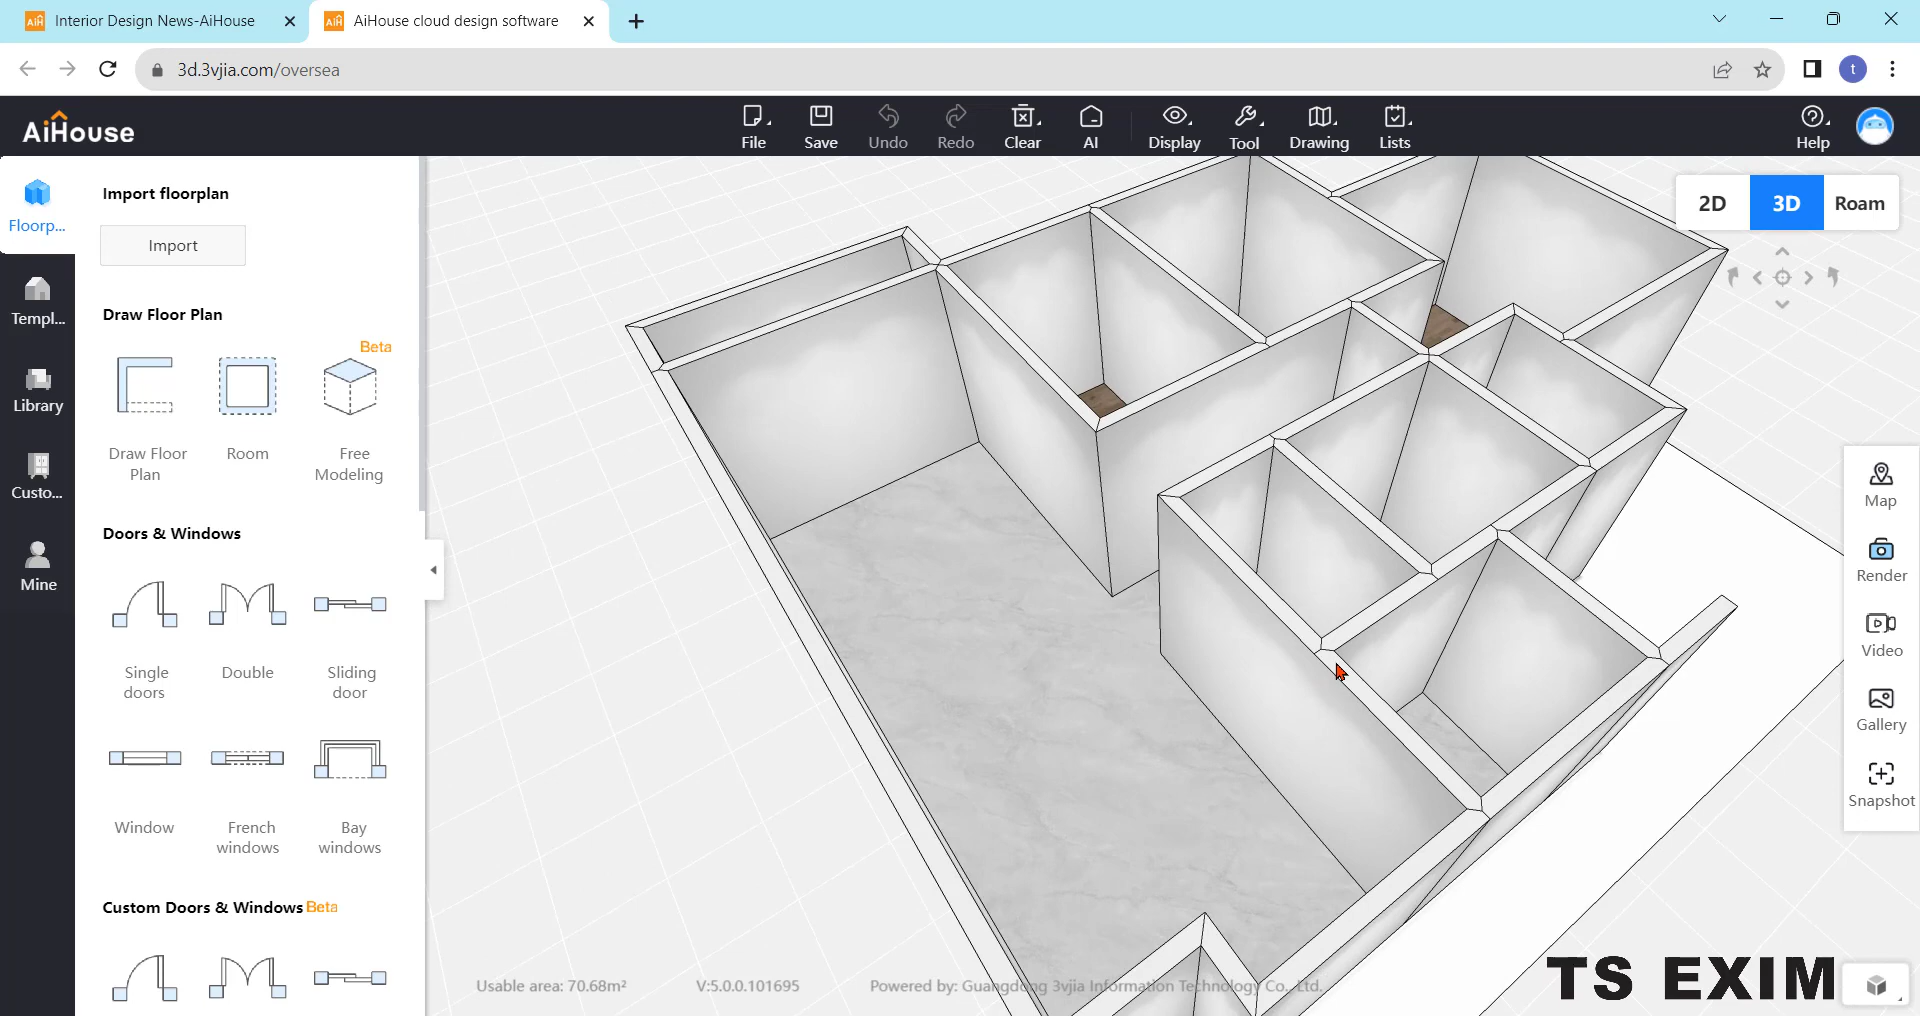 Interior Design News-AiHouse
AiHouse cloud design software
3d.3vjia.com/oversea
t
AiHouse
File
Save
Undo
Redo
Clear
AI
Display
Tool
Drawing
Lists
Help
Floorp...
Templ...
Library
Custo...
Mine
Import floorplan
Import
Draw Floor Plan
Beta
Draw Floor
Plan
Room
Free
Modeling
Doors & Windows
Single
doors
Double
Sliding
door
Window
French
windows
Bay
windows
Custom Doors & Windows Beta
2D
3D
Roam
Map
Render
Video
Gallery
Snapshot
Usable area: 70.68m²
V:5.0.0.101695
Powered by: Guangdong 3vjia Information Technology Co., Ltd.
TS EXIM